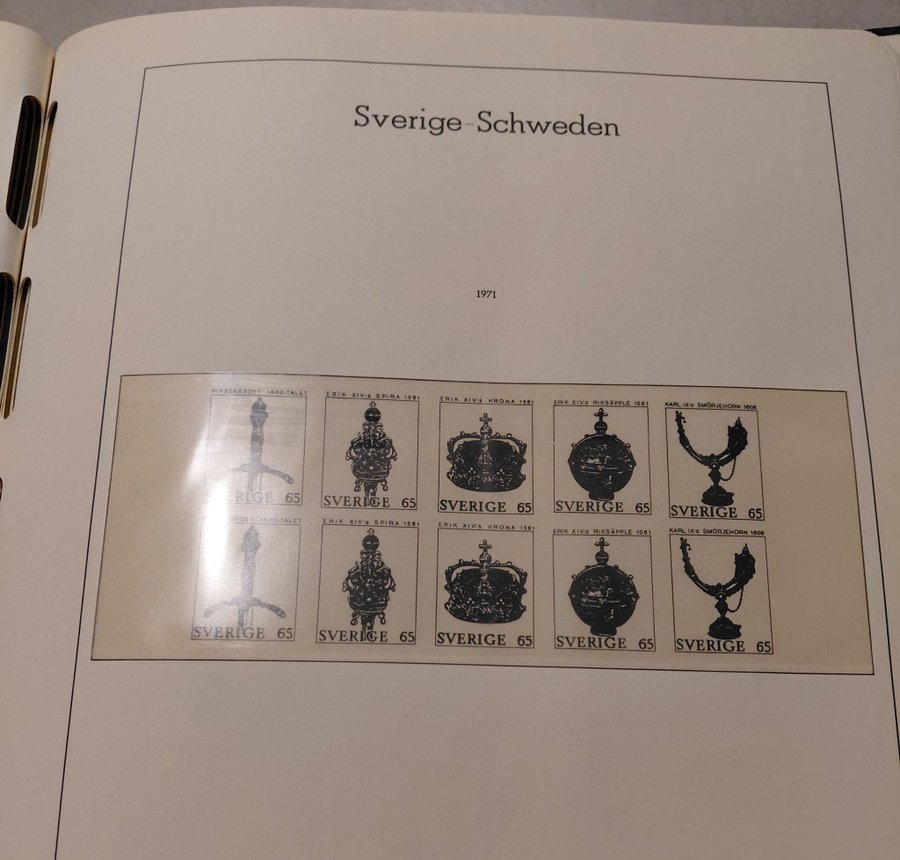 Sverige-Schweden
1971
RIKSSVÄRDET 1500-TALET
ERIK XIV:s SPIRA 1561
ERIK XIV:s KRONA 1561
ERIK XIV:s RIKSÄPPLE 1561
KARL IX:s SMÖRJEHORN 1606
SVERIGE 65
SVERIGE 65
SVERIGE 65
SVERIGE 65
SVERIGE 65
ERIK XIV:s SPIRA 1561
ERIK XIV:s KRONA 1561
ERIK XIV:s RIKSÄPPLE 1561
KARL IX:s SMÖRJEHORN 1606
SVERIGE 65
SVERIGE 65
SVERIGE 65
SVERIGE 65
SVERIGE 65